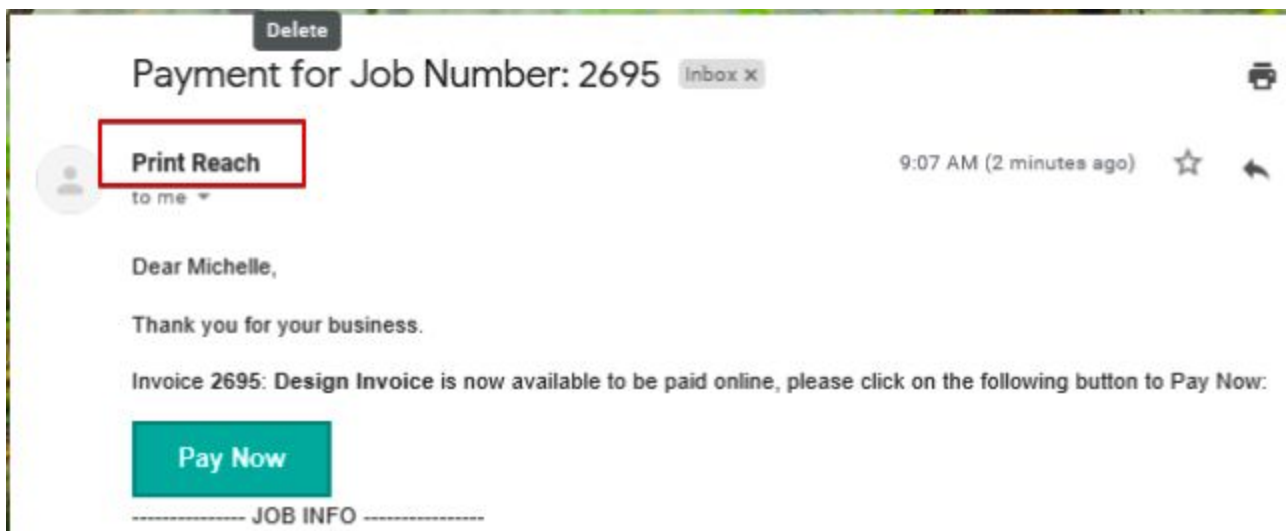 Delete
Payment for Job Number: 2695 Inbox x
Print Reach
9:07 AM (2 minutes ago)
to me
Dear Michelle,
Thank you for your business.
Invoice 2695: Design Invoice is now available to be paid online, please click on the following button to Pay Now:
Pay Now
--------------- JOB INFO ----------------